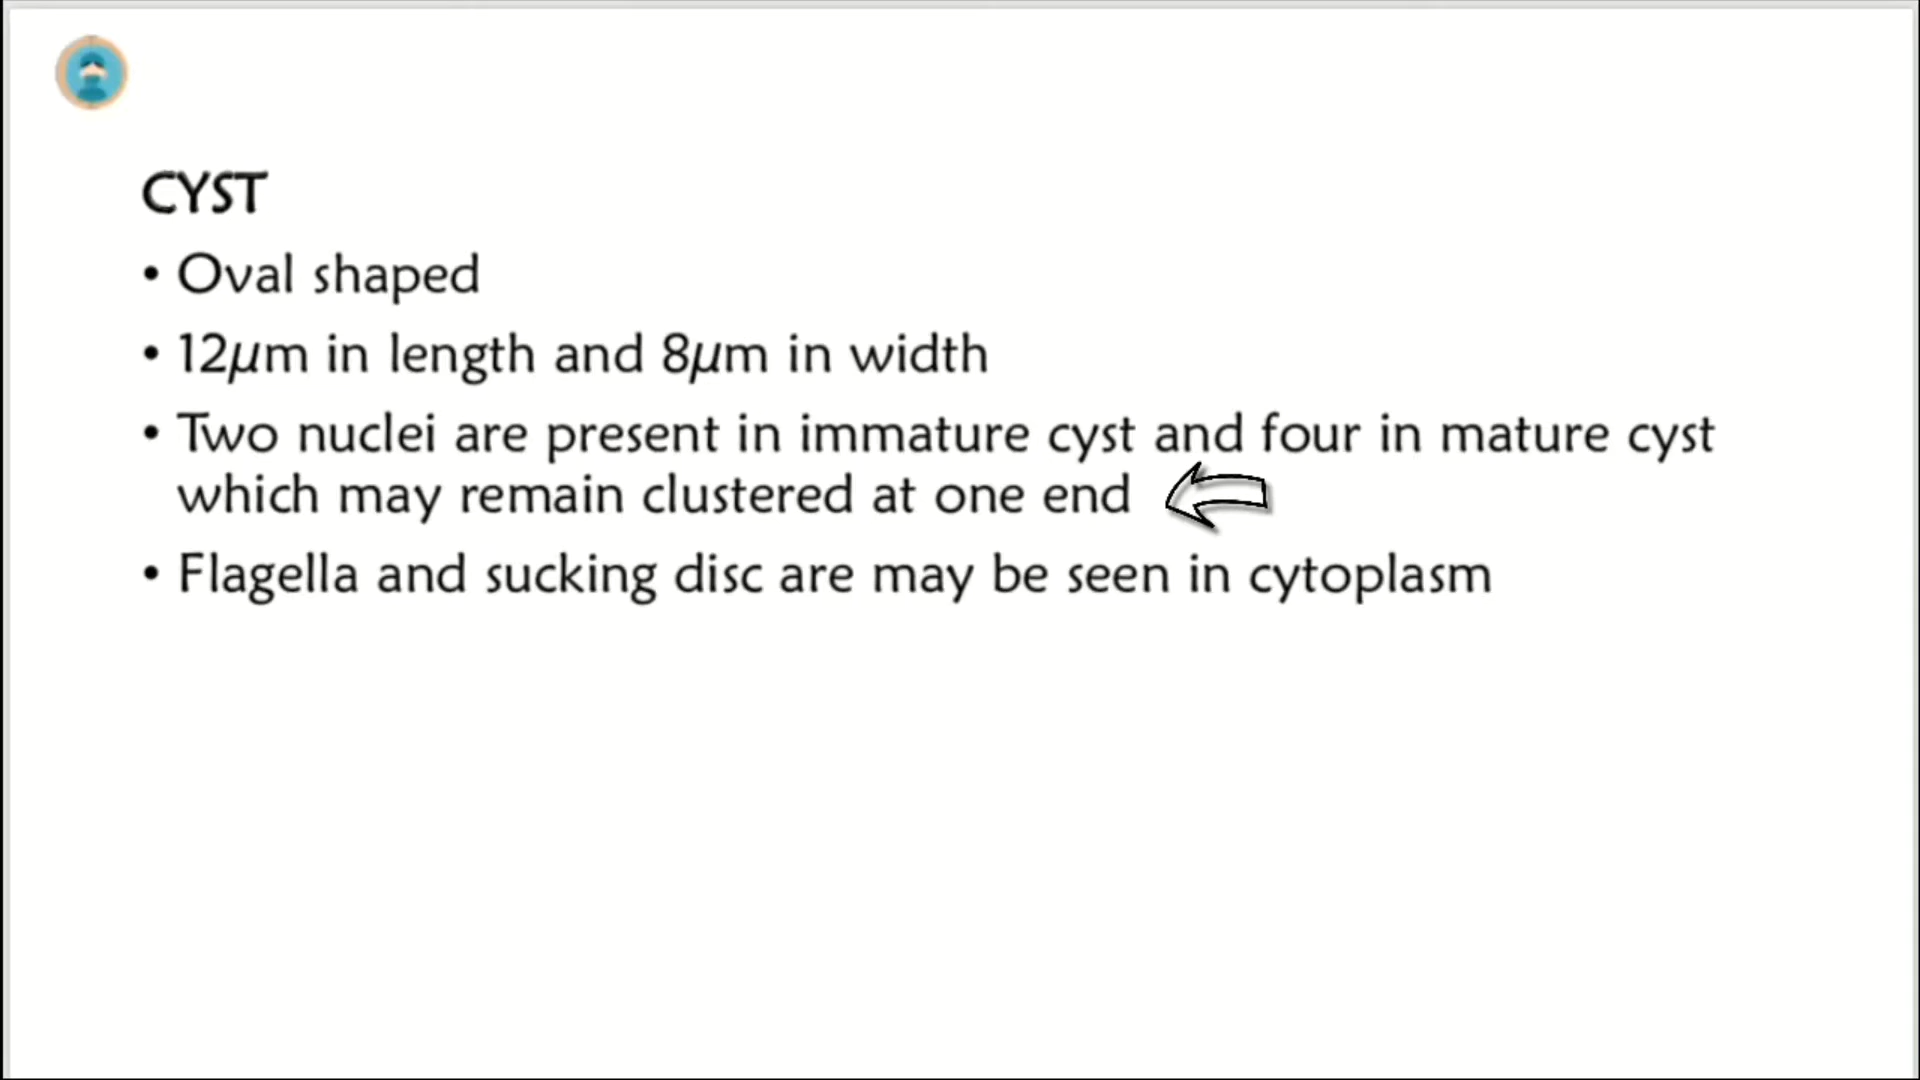 CYST
• Oval shaped
• 12µm in length and 8µm in width
• Two nuclei are present in immature cyst and four in mature cyst
which may remain clustered at one end
• Flagella and sucking disc are may be seen in cytoplasm